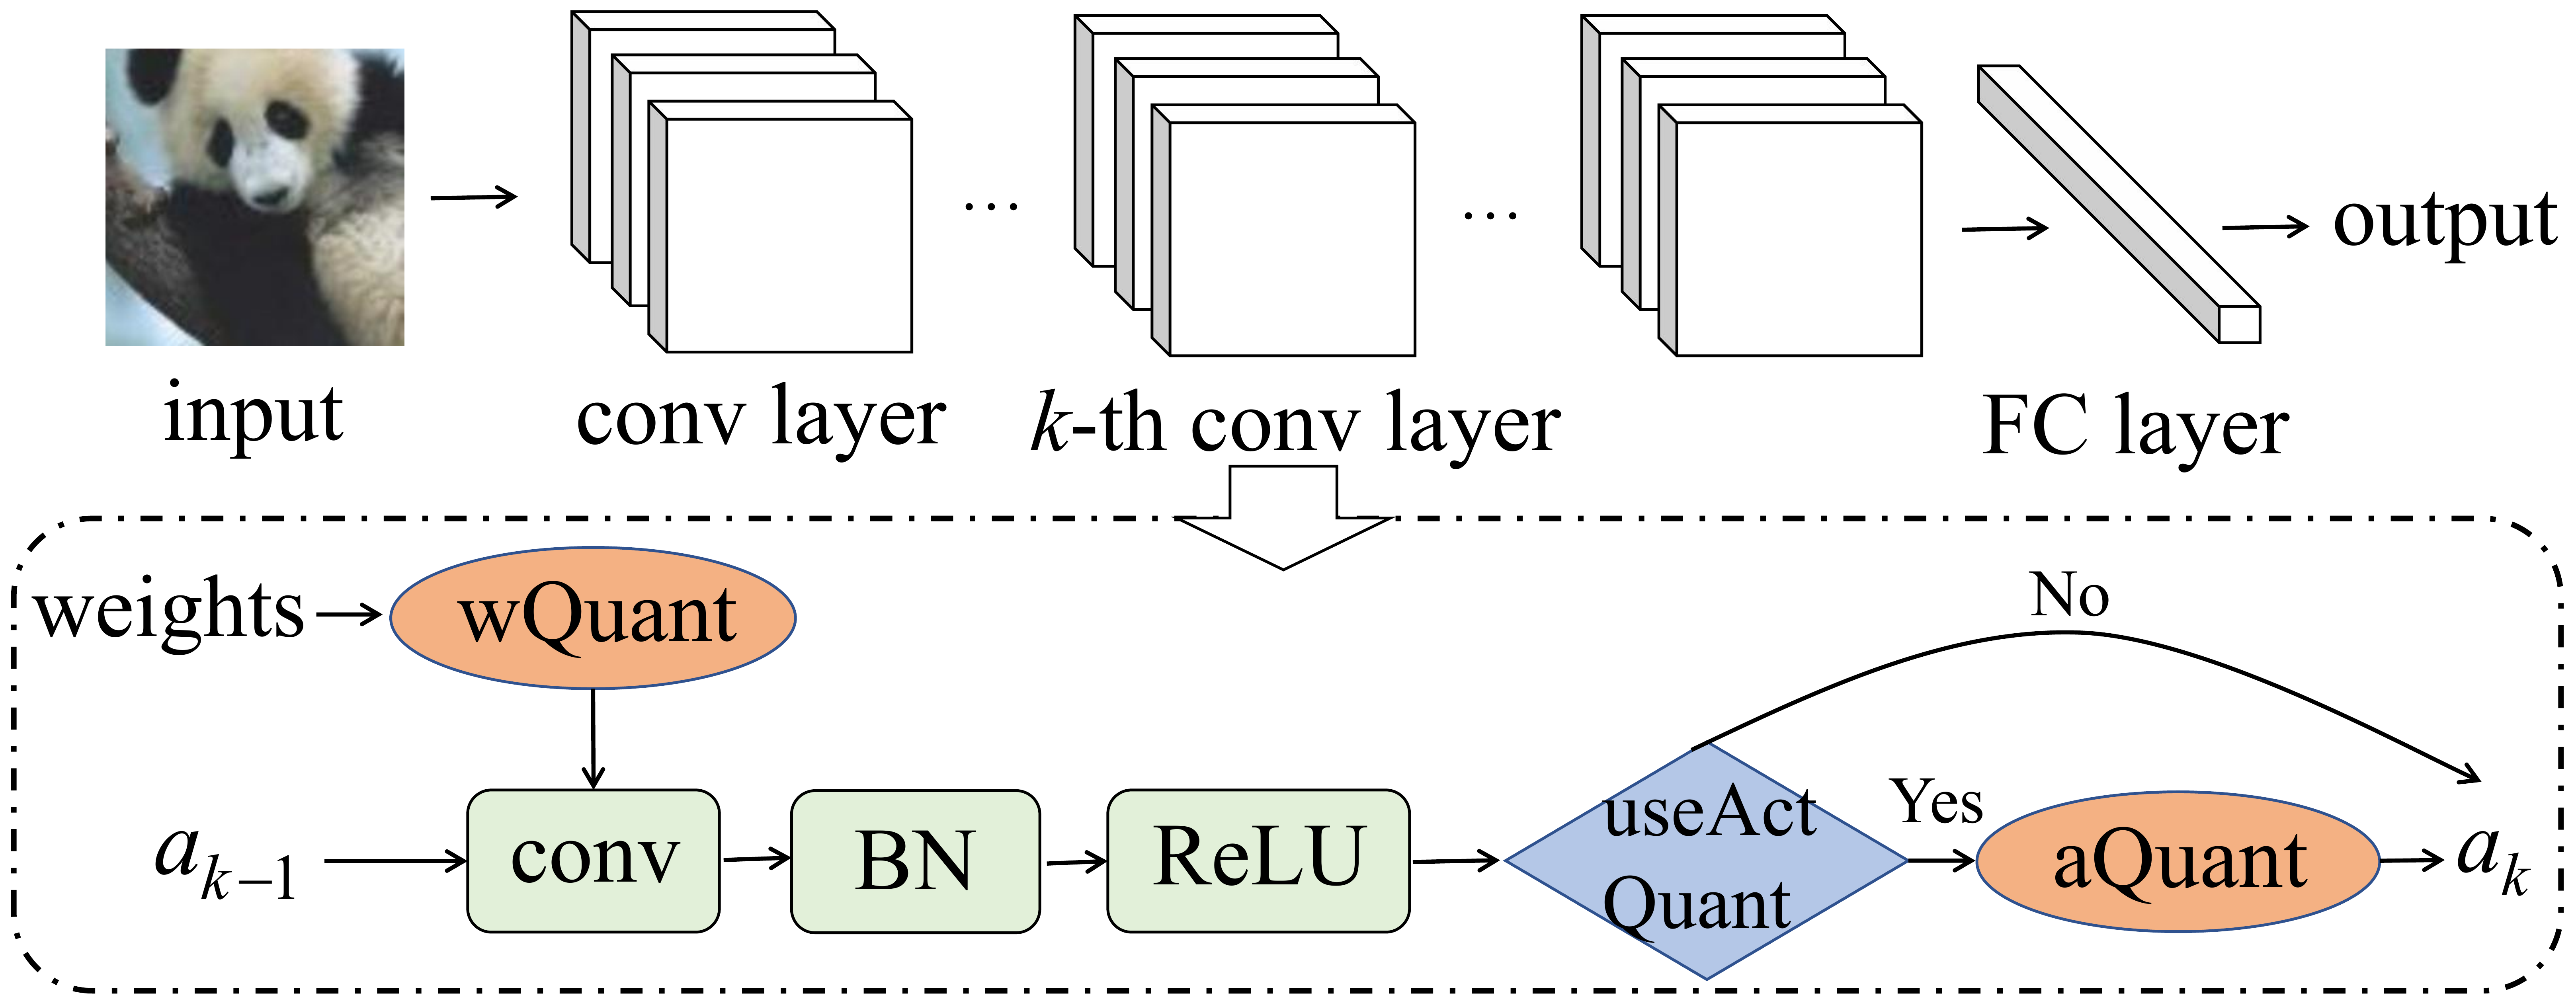 input
conv layer
...
k-th conv layer
...
FC layer
output
weights
wQuant
a_{k-1}
conv
BN
ReLU
useAct
Quant
No
Yes
aQuant
a_k